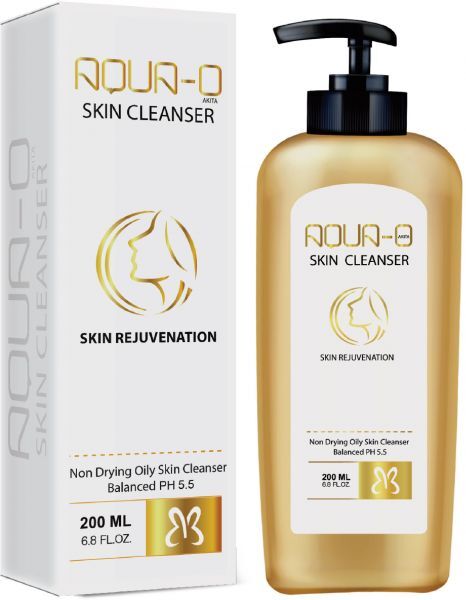 AQUA-O
AKITA
SKIN CLEANSER
SKIN REJUVENATION
Non Drying Oily Skin Cleanser
Balanced PH 5.5
200 ML
6.8 FL.OZ.
AQUA-O
AKITA
SKIN CLEANSER
AQUA-O
AKITA
SKIN CLEANSER
SKIN REJUVENATION
Non Drying Oily Skin Cleanser
Balanced PH 5.5
200 ML
6.8 FL.OZ.